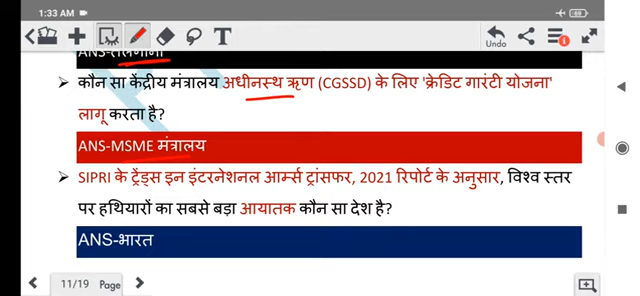 1:33 AM
69
Undo
ANS-तेलंगाना
कौन सा केंद्रीय मंत्रालय अधीनस्थ ऋण (CGSSD) के लिए 'क्रेडिट गारंटी योजना'
लागू करता है?
ANS-MSME मंत्रालय
SIPRI के ट्रेंड्स इन इंटरनेशनल आर्म्स ट्रांसफर, 2021 रिपोर्ट के अनुसार, विश्व स्तर
पर हथियारों का सबसे बड़ा आयातक कौन सा देश है?
ANS-भारत
11/19 Page